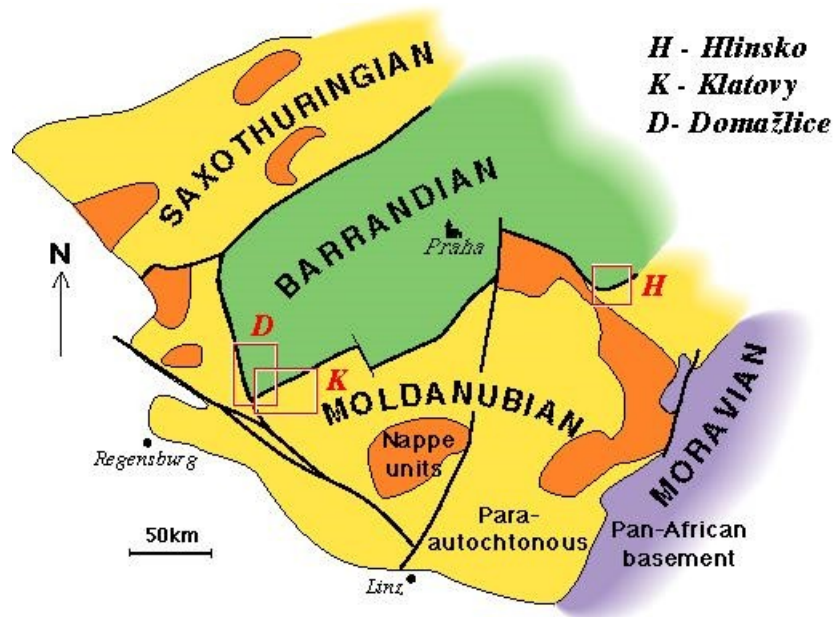 H - Hlinsko
K - Klatovy
D- Domažlice
SAXOTHURINGIAN
BARRANDIAN
Praha
N
H
D
K
MOLDANUBIAN
MORAVIAN
Regensburg
Nappe
units
50km
Para-
autochtonous
Pan-African
basement
Linz